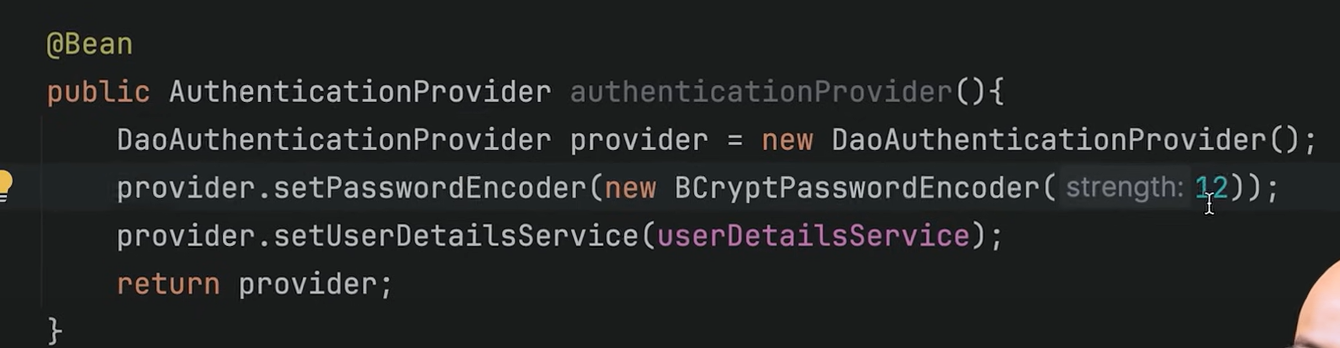 @Bean
public AuthenticationProvider authenticationProvider(){
DaoAuthenticationProvider provider = new DaoAuthenticationProvider();
provider.setPasswordEncoder(new BCryptPasswordEncoder( strength: 12));
provider.setUserDetailsService(userDetailsService);
return provider;
}